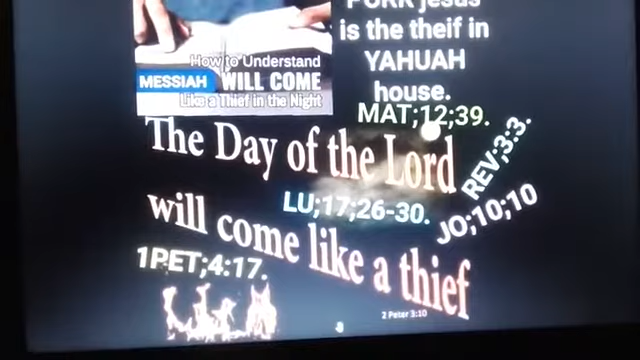 How to Understand
MESSIAH WILL COME
Like a Thief in the Night
jesus
is the theif in
YAHUAH
house.
MAT;12;39.
The Day of the Lord
REV;3:3.
LU;17;26-30.
JO;10;10
will come like a thief
1PET;4:17.
2 Peter 3:10